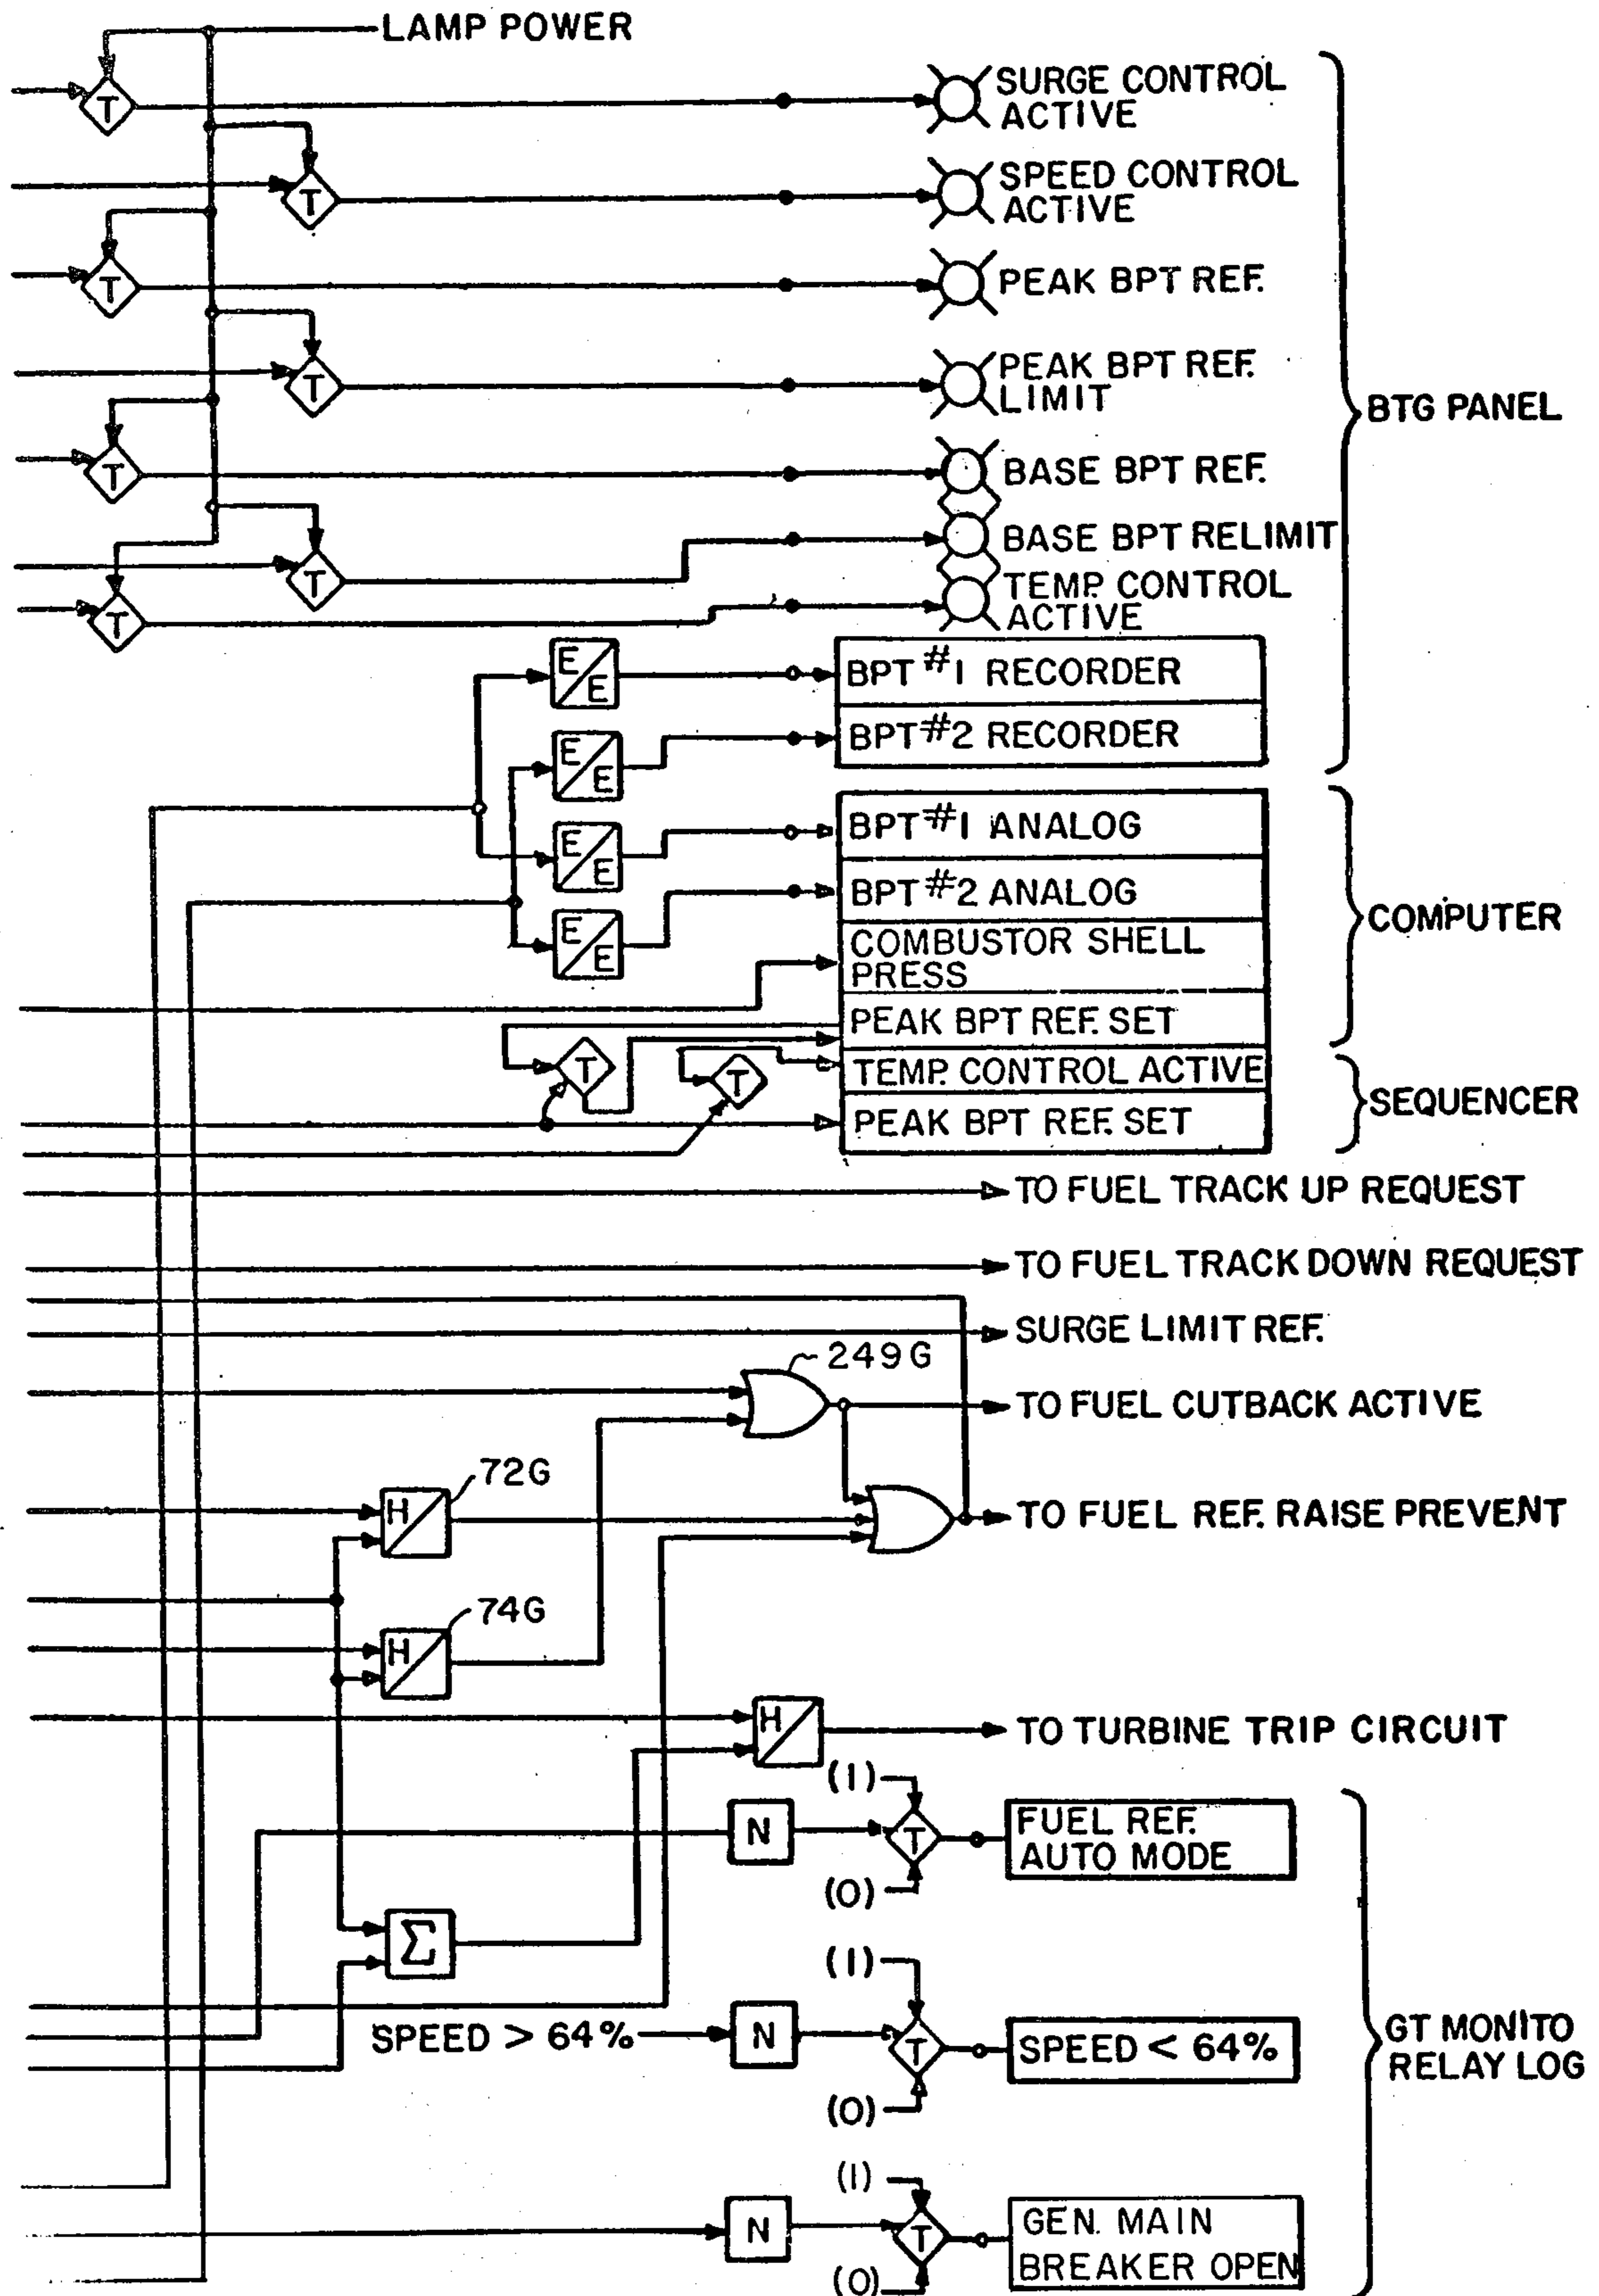 LAMP POWER
T
SURGE CONTROL
ACTIVE
T
SPEED CONTROL
ACTIVE
T
PEAK BPT REF.
T
PEAK BPT REF.
LIMIT
BTG PANEL
T
BASE BPT REF.
T
BASE BPT RELIMIT
T
TEMP. CONTROL
ACTIVE
E/E
BPT #1 RECORDER
E/E
BPT #2 RECORDER
E/E
BPT #1 ANALOG
E/E
BPT #2 ANALOG
COMPUTER
COMBUSTOR SHELL
PRESS
PEAK BPT REF. SET
T
T
TEMP. CONTROL ACTIVE
SEQUENCER
PEAK BPT REF. SET
TO FUEL TRACK UP REQUEST
TO FUEL TRACK DOWN REQUEST
SURGE LIMIT REF.
249G
TO FUEL CUTBACK ACTIVE
72G
H/
TO FUEL REF. RAISE PREVENT
74G
H/
H/
TO TURBINE TRIP CIRCUIT
(1)
N
T
FUEL REF.
AUTO MODE
(0)
Σ
(1)
SPEED > 64%
N
T
SPEED < 64%
GT MONITO
RELAY LOG
(0)
(1)
N
T
GEN. MAIN
BREAKER OPEN
(0)